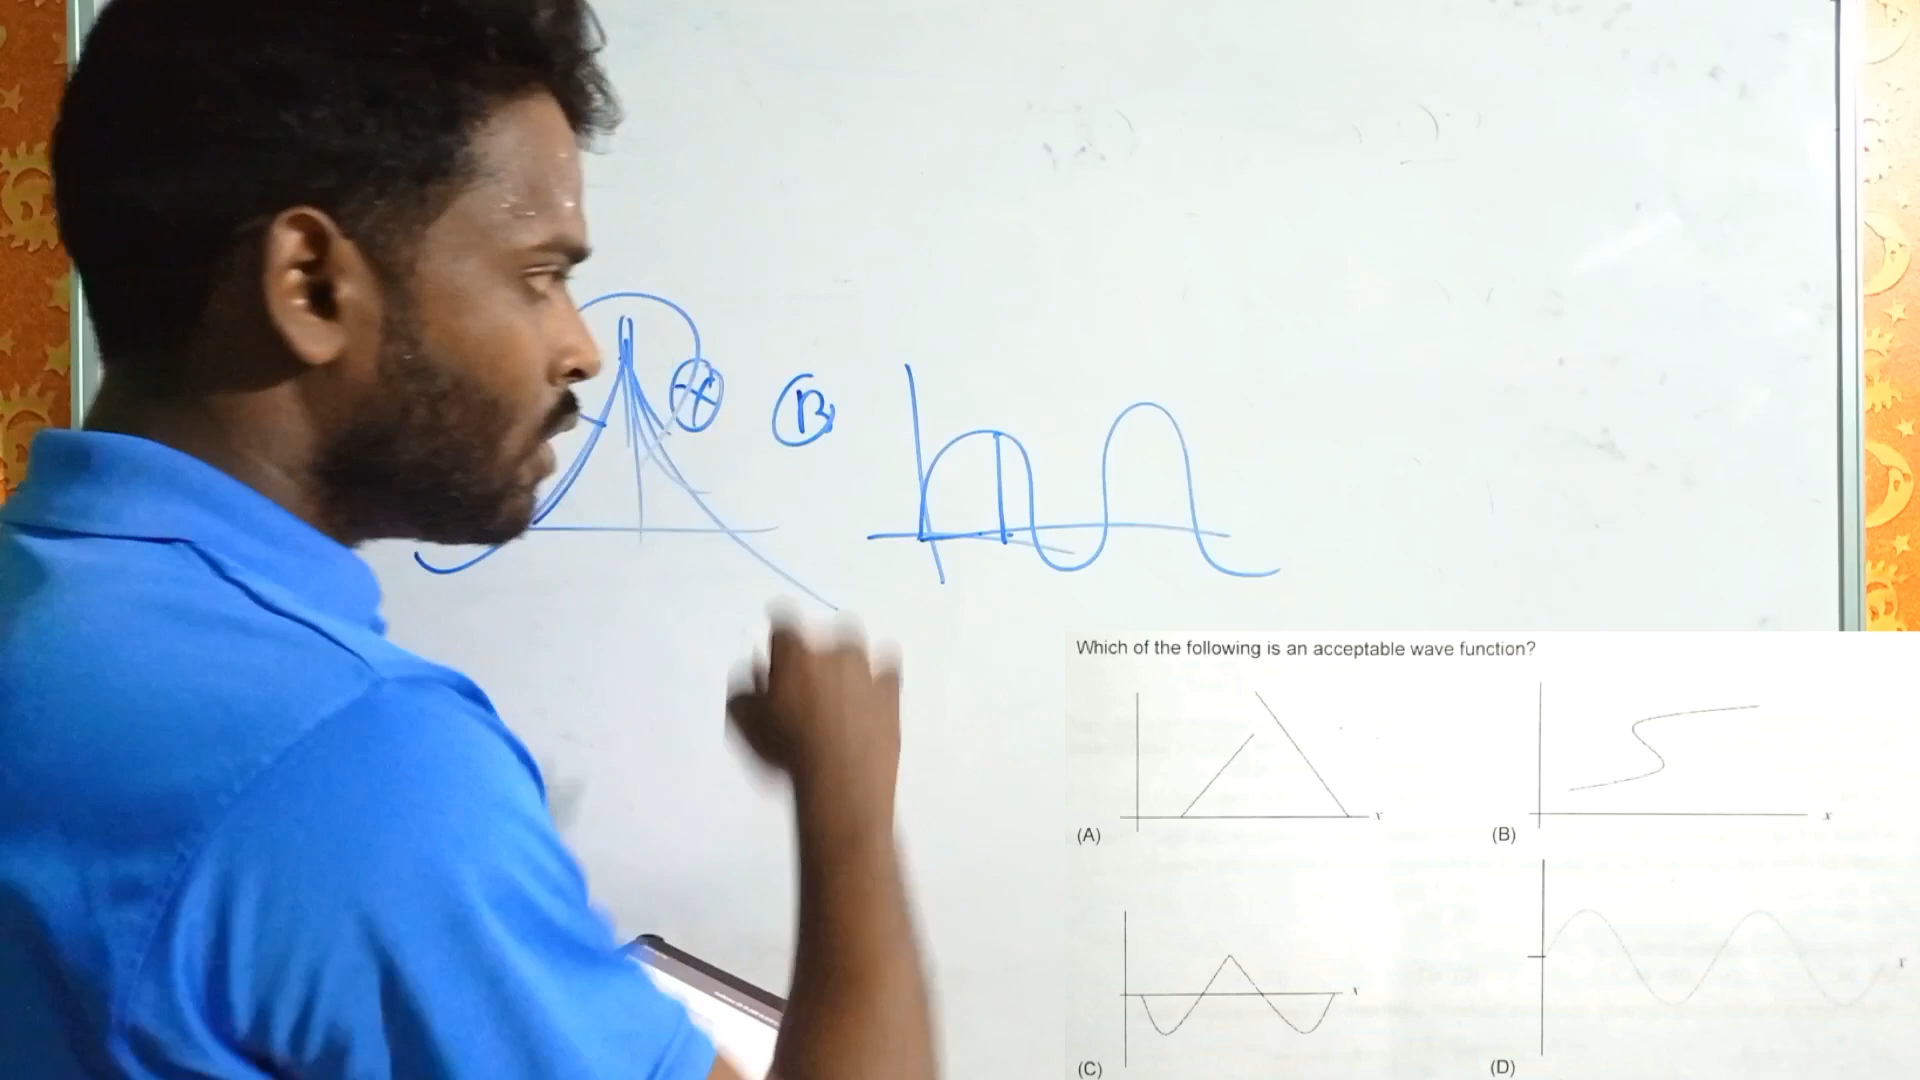 B
Which of the following is an acceptable wave function?
x
(A)
x
(B)
x
(C)
x
(D)